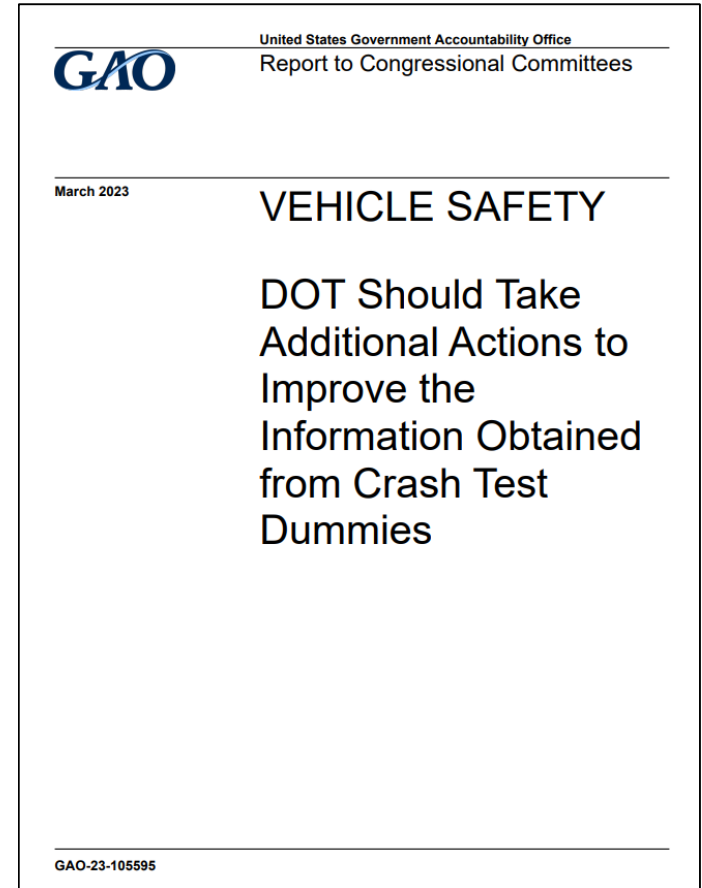 United States Government Accountability Office
GAO
Report to Congressional Committees
March 2023
VEHICLE SAFETY
DOT Should Take
Additional Actions to
Improve the
Information Obtained
from Crash Test
Dummies
GAO-23-105595